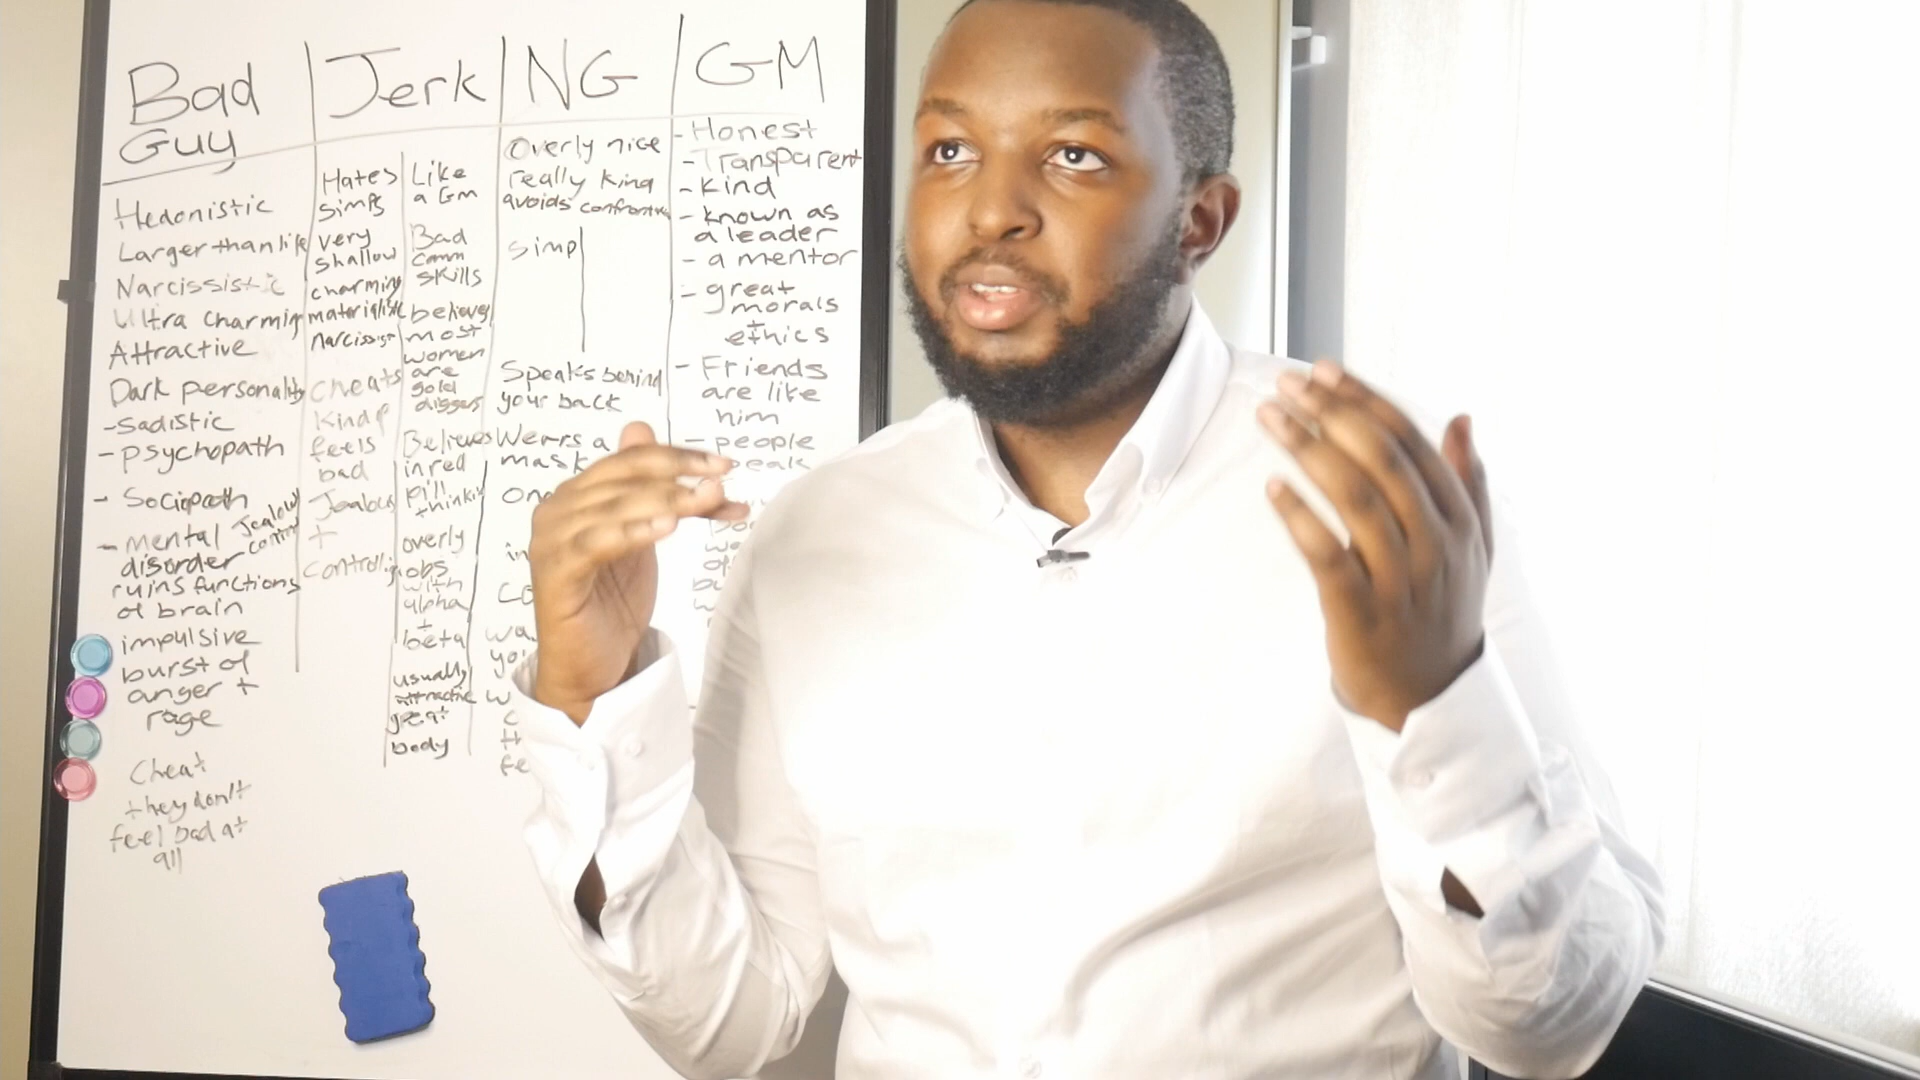 Bad
Guy
Hedonistic
Larger than life
Narcissistic
Ultra charming
Attractive
Dark personality
-Sadistic
-psychopath
- Sociopath
- mental
disorder
Jealous
ruins functions
of brain
impulsive
burst of
anger +
rage
Cheat
they don't
feel bad at
all
Jerk
Hates
simps
very
shallow
charming
materialistic
narcissist
cheats
kind of
feels
bad
Jealous
+
controlling
Like
a Gm
Bad
comm
skills
believes
most
women
are
gold
diggers
Believes
in red
pill
thinkin
overly
obs
with
alpha
+
beta
usually
attractive
great
body
NG
Overly nice
really kind
avoids
simp
Speaks behind
your back
Wears a
mask
GM
- Honest
- Transparent
- kind
- known as
a leader
- a mentor
- great
morals
+
ethics
- Friends
are like
him
- people